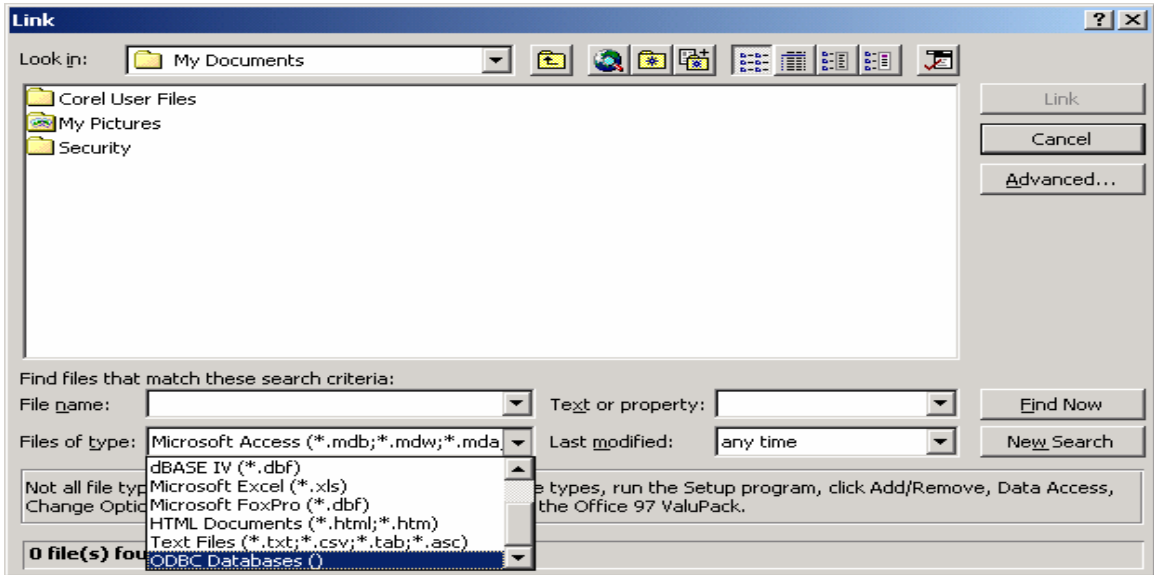 Link
Look in: My Documents
Corel User Files
My Pictures
Security
Link
Cancel
Advanced...
Find files that match these search criteria:
File name: Text or property: Find Now
Files of type: Microsoft Access (*.mdb;*.mdw;*.mda Last modified: any time New Search
dBASE IV (*.dbf)
Microsoft Excel (*.xls)
Microsoft FoxPro (*.dbf)
HTML Documents (*.html;*.htm)
Text Files (*.txt;*.csv;*.tab;*.asc)
ODBC Databases ()
Not all file typ e types, run the Setup program, click Add/Remove, Data Access,
Change Optic the Office 97 ValuPack.
0 file(s) fou